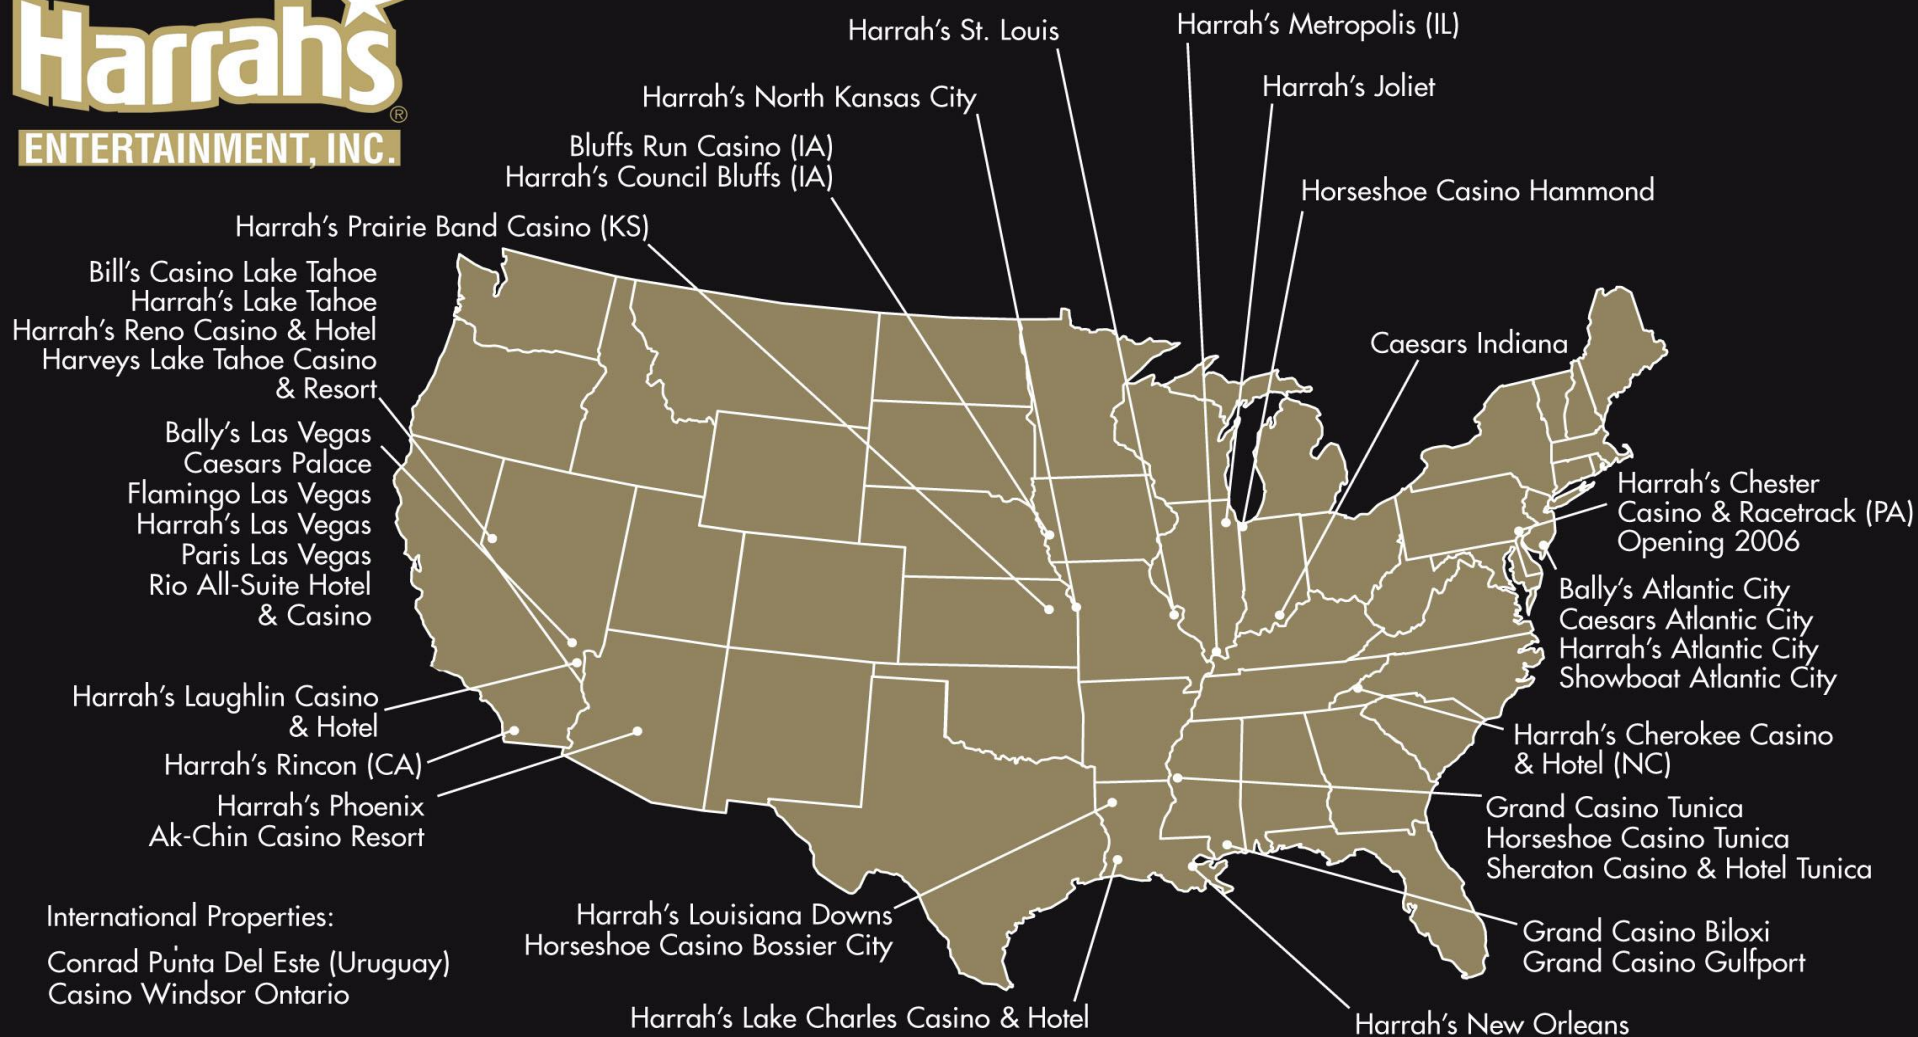 Harrah's
®
ENTERTAINMENT, INC.
Harrah's St. Louis
Harrah's Metropolis (IL)
Harrah's North Kansas City
Harrah's Joliet
Bluffs Run Casino (IA)
Harrah's Council Bluffs (IA)
Horseshoe Casino Hammond
Harrah's Prairie Band Casino (KS)
Bill's Casino Lake Tahoe
Harrah's Lake Tahoe
Harrah's Reno Casino & Hotel
Harveys Lake Tahoe Casino
& Resort
Caesars Indiana
Bally's Las Vegas
Caesars Palace
Flamingo Las Vegas
Harrah's Las Vegas
Paris Las Vegas
Rio All-Suite Hotel
& Casino
Harrah's Chester
Casino & Racetrack (PA)
Opening 2006
Bally's Atlantic City
Caesars Atlantic City
Harrah's Atlantic City
Showboat Atlantic City
Harrah's Laughlin Casino
& Hotel
Harrah's Rincon (CA)
Harrah's Phoenix
Ak-Chin Casino Resort
Harrah's Cherokee Casino
& Hotel (NC)
Grand Casino Tunica
Horseshoe Casino Tunica
Sheraton Casino & Hotel Tunica
International Properties:
Conrad Punta Del Este (Uruguay)
Casino Windsor Ontario
Harrah's Louisiana Downs
Horseshoe Casino Bossier City
Grand Casino Biloxi
Grand Casino Gulfport
Harrah's Lake Charles Casino & Hotel
Harrah's New Orleans